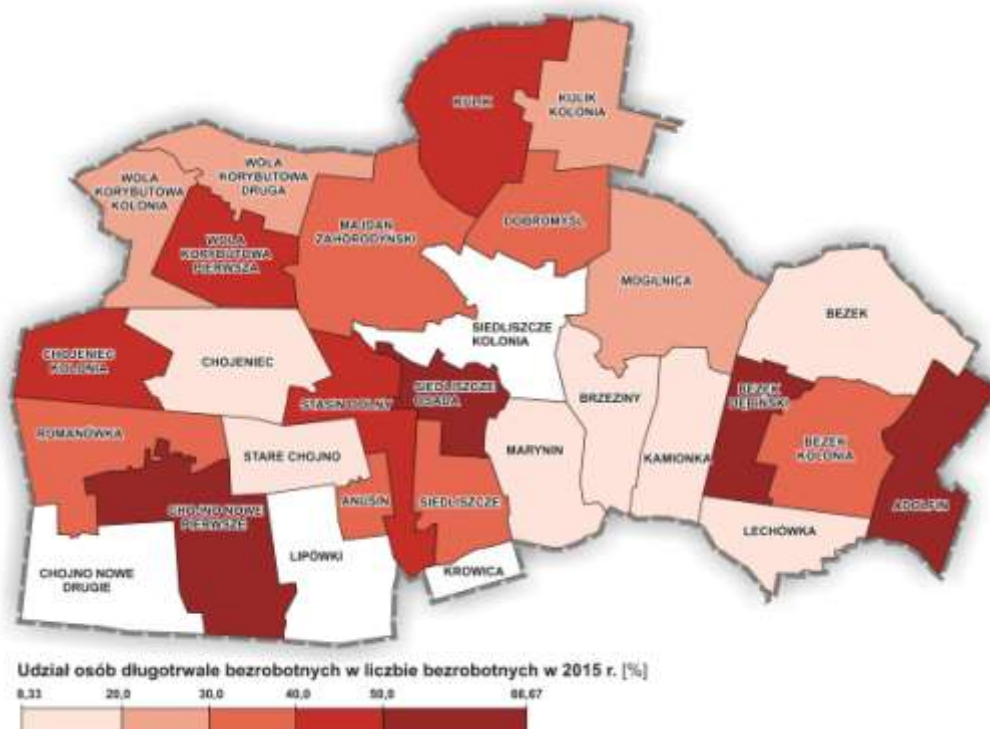 KULIK
KULIK
KOLONIA
WOLA
KORYBUTOWA
DRUGA
WOLA
KORYBUTOWA
KOLONIA
WOLA
KORYBUTOWA
PIERWSZA
MAJDAN
ZAHORODYŃSKI
DOBROMYŚL
MOGILNICA
BEZEK
SIEDLISZCZE
KOLONIA
CHOJENIEC
KOLONIA
CHOJENIEC
STASIN DOLNY
SIEDLISZCZE
OSADA
BRZEZINY
BEZEK
DĘBIŃSKI
ROMANÓWKA
STARE CHOJNO
MARYNIN
KAMIONKA
BEZEK
KOLONIA
ANUSIN
SIEDLISZCZE
ADOLFIN
CHOJNO NOWE
PIERWSZE
LECHÓWKA
LIPÓWKI
KROWICA
CHOJNO NOWE
DRUGIE
Udział osób długotrwale bezrobotnych w liczbie bezrobotnych w 2015 r. [%]
8,33 20,0 30,0 40,0 50,0 66,67